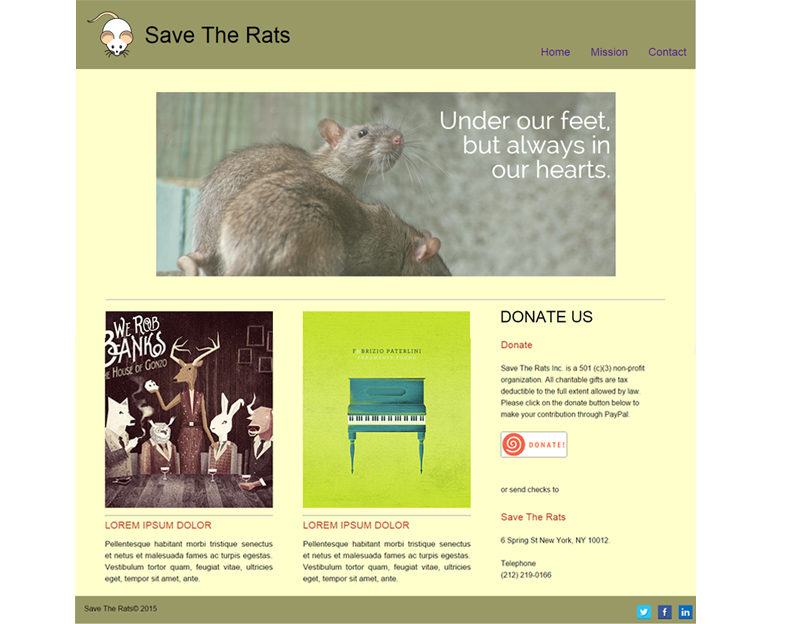 Save The Rats
Home Mission Contact
Under our feet,
but always in
our hearts.
WE ROB
BANKS
HOUSE OF GONZO
LOREM IPSUM DOLOR
Pellentesque habitant morbi tristique senectus
et netus et malesuada fames ac turpis egestas.
Vestibulum tortor quam, feugiat vitae, ultricies
eget, tempor sit amet, ante.
F BRIZIO PATERLINI
FRAGMENTS FOUND
LOREM IPSUM DOLOR
Pellentesque habitant morbi tristique senectus
et netus et malesuada fames ac turpis egestas.
Vestibulum tortor quam, feugiat vitae, ultricies
eget, tempor sit amet, ante.
DONATE US
Donate
Save The Rats Inc. is a 501 (c)(3) non-profit
organization. All charitable gifts are tax
deductible to the full extent allowed by law.
Please click on the donate button below to
make your contribution through PayPal.
DONATE!
or send checks to
Save The Rats
6 Spring St New York, NY 10012.
Telephone
(212) 219-0166
Save The Rats© 2015
f
in